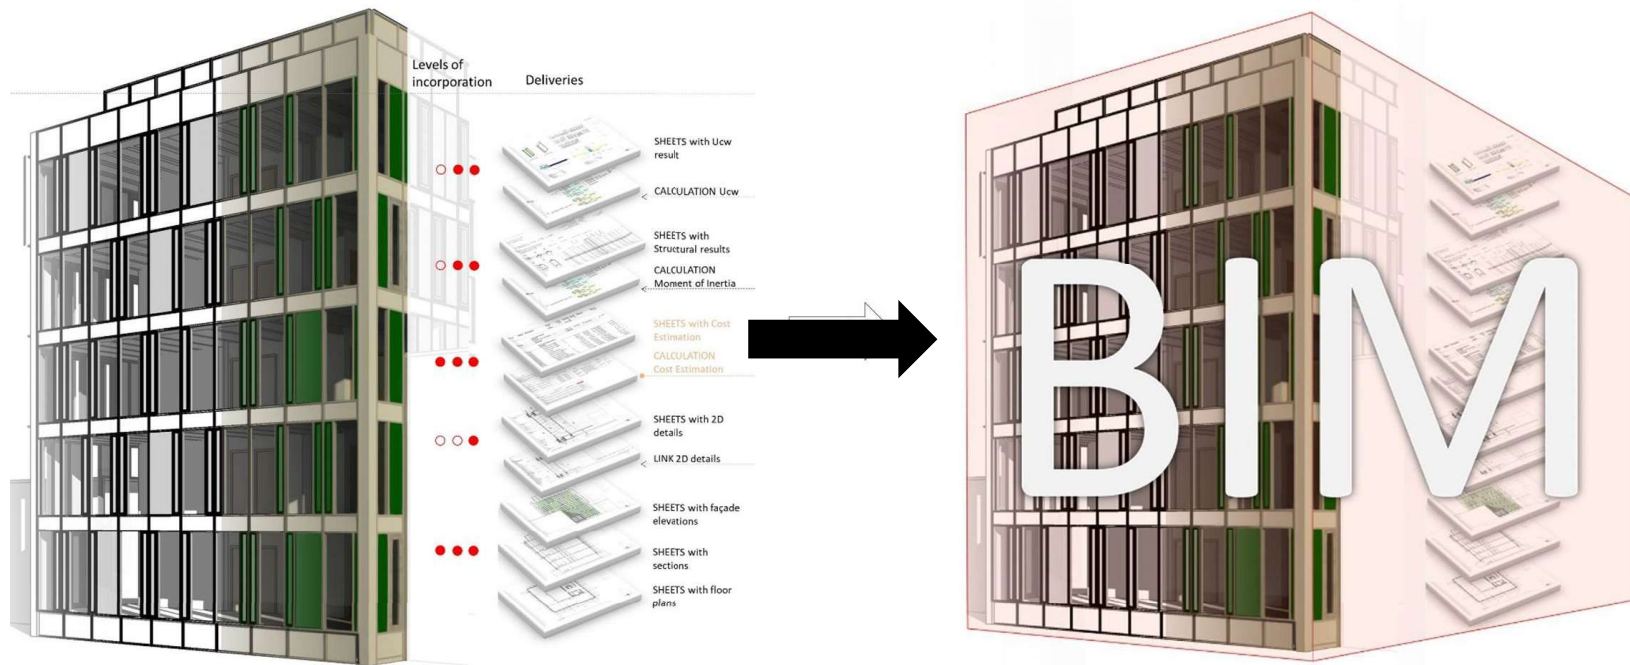 Levels of
incorporation
Deliveries
SHEETS with Ucw
result
CALCULATION Ucw
SHEETS with
Structural results
CALCULATION
Moment of Inertia
SHEETS with Cost
Estimation
CALCULATION
Cost Estimation
SHEETS with 2D
details
LINK 2D details
SHEETS with façade
elevations
SHEETS with
sections
SHEETS with floor
plans
BIM